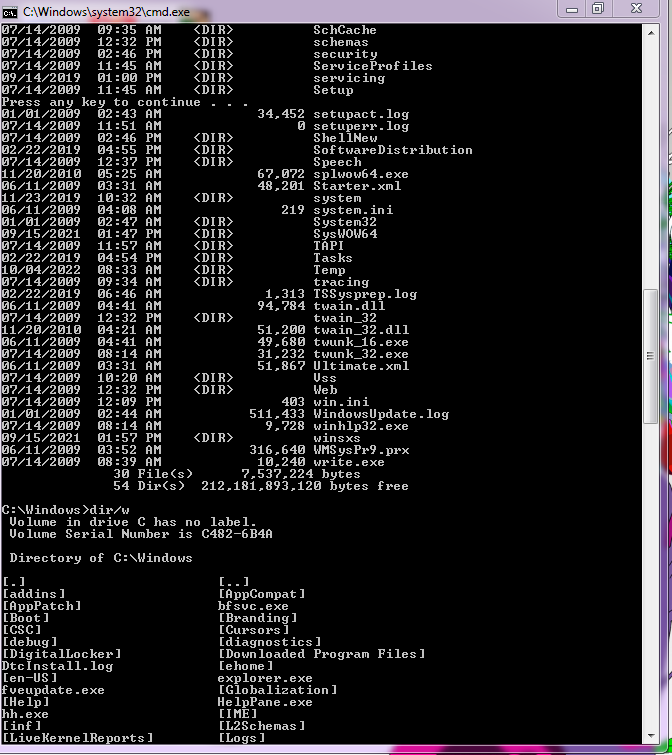 C:\Windows\system32\cmd.exe
07/14/2009  09:35 AM    <DIR>          SchCache
07/14/2009  12:32 PM    <DIR>          schemas
07/14/2009  02:46 PM    <DIR>          security
07/14/2009  11:45 AM    <DIR>          ServiceProfiles
09/14/2019  01:00 PM    <DIR>          servicing
07/14/2009  11:45 AM    <DIR>          Setup
Press any key to continue . . .
01/01/2009  02:43 AM            34,452 setupact.log
07/14/2009  11:51 AM                 0 setuperr.log
07/14/2009  02:46 PM    <DIR>          ShellNew
02/22/2019  04:55 PM    <DIR>          SoftwareDistribution
07/14/2009  12:37 PM    <DIR>          Speech
11/20/2010  05:25 AM            67,072 splwow64.exe
06/11/2009  03:31 AM            48,201 Starter.xml
11/23/2019  10:32 AM    <DIR>          system
06/11/2009  04:08 AM               219 system.ini
01/01/2009  02:47 AM    <DIR>          System32
09/15/2021  01:47 PM    <DIR>          SysWOW64
07/14/2009  11:57 AM    <DIR>          TAPI
02/22/2019  04:54 PM    <DIR>          Tasks
10/04/2022  08:33 AM    <DIR>          Temp
07/14/2009  09:34 AM    <DIR>          tracing
02/22/2019  06:46 AM             1,313 TSSysprep.log
06/11/2009  04:41 AM            94,784 twain.dll
07/14/2009  12:32 PM    <DIR>          twain_32
11/20/2010  04:21 AM            51,200 twain_32.dll
06/11/2009  04:41 AM            49,680 twunk_16.exe
07/14/2009  08:14 AM            31,232 twunk_32.exe
06/11/2009  03:31 AM            51,867 Ultimate.xml
07/14/2009  10:20 AM    <DIR>          Vss
07/14/2009  12:32 PM    <DIR>          Web
07/14/2009  12:09 PM               403 win.ini
01/01/2009  02:44 AM           511,433 WindowsUpdate.log
07/14/2009  08:14 AM             9,728 winhlp32.exe
09/15/2021  01:57 PM    <DIR>          winsxs
06/11/2009  03:52 AM           316,640 WMSysPr9.prx
07/14/2009  08:39 AM            10,240 write.exe
              30 File(s)      7,537,224 bytes
              54 Dir(s)  212,181,893,120 bytes free
C:\Windows>dir/w
 Volume in drive C has no label.
 Volume Serial Number is C482-6B4A
 Directory of C:\Windows
[.]                        [..]
[addins]                   [AppCompat]
[AppPatch]                 bfsvc.exe
[Boot]                     [Branding]
[CSC]                      [Cursors]
[debug]                    [diagnostics]
[DigitalLocker]            [Downloaded Program Files]
DtcInstall.log             [ehome]
[en-US]                    explorer.exe
fveupdate.exe              [Globalization]
[Help]                     HelpPane.exe
hh.exe                     [IME]
[inf]                      [L2Schemas]
[LiveKernelReports]        [Logs]